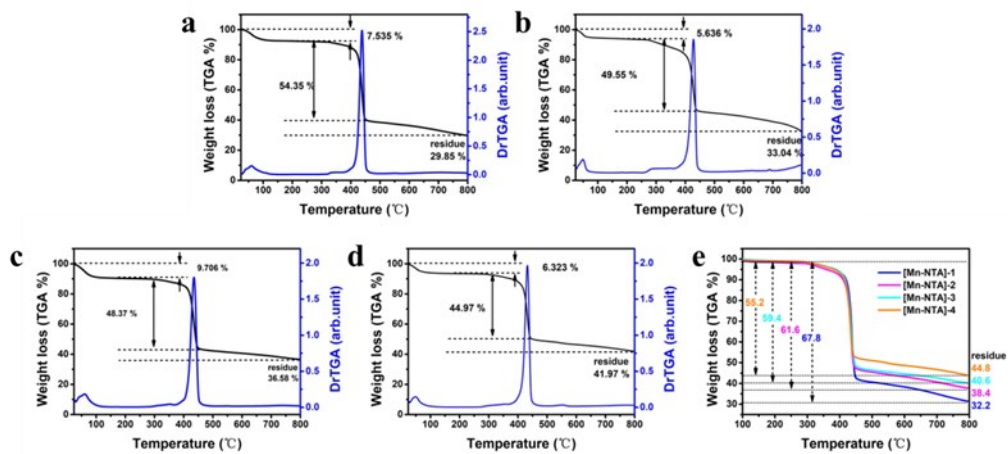 a
7.535 %
54.35 %
residue
29.85 %
Weight loss (TGA %)
100
80
60
40
20
0
DrTGA (arb.unit)
2.5
2.0
1.5
1.0
0.5
0.0
100 200 300 400 500 600 700 800
Temperature (℃)
b
5.636 %
49.55 %
residue
33.04 %
Weight loss (TGA %)
100
80
60
40
20
0
DrTGA (arb.unit)
2.0
1.5
1.0
0.5
0.0
100 200 300 400 500 600 700 800
Temperature (℃)
c
9.706 %
48.37 %
residue
36.58 %
Weight loss (TGA %)
100
80
60
40
20
0
DrTGA (arb.unit)
2.0
1.5
1.0
0.5
0.0
100 200 300 400 500 600 700 800
Temperature (℃)
d
6.323 %
44.97 %
residue
41.97 %
Weight loss (TGA %)
100
80
60
40
20
0
DrTGA (arb.unit)
2.0
1.5
1.0
0.5
0.0
100 200 300 400 500 600 700 800
Temperature (℃)
e
[Mn-NTA]-1
[Mn-NTA]-2
[Mn-NTA]-3
[Mn-NTA]-4
55.2
59.4
61.6
67.8
residue
44.8
40.6
38.4
32.2
Weight loss (TGA %)
100
90
80
70
60
50
40
30
100 200 300 400 500 600 700 800
Temperature (℃)